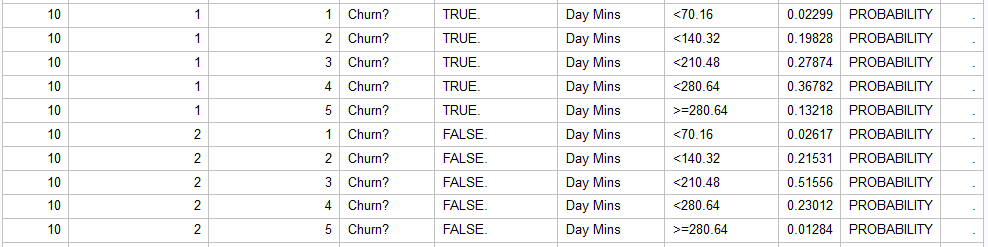 10 1 1 Churn? TRUE. Day Mins <70.16 0.02299 PROBABILITY .
10 1 2 Churn? TRUE. Day Mins <140.32 0.19828 PROBABILITY .
10 1 3 Churn? TRUE. Day Mins <210.48 0.27874 PROBABILITY .
10 1 4 Churn? TRUE. Day Mins <280.64 0.36782 PROBABILITY .
10 1 5 Churn? TRUE. Day Mins >=280.64 0.13218 PROBABILITY .
10 2 1 Churn? FALSE. Day Mins <70.16 0.02617 PROBABILITY .
10 2 2 Churn? FALSE. Day Mins <140.32 0.21531 PROBABILITY .
10 2 3 Churn? FALSE. Day Mins <210.48 0.51556 PROBABILITY .
10 2 4 Churn? FALSE. Day Mins <280.64 0.23012 PROBABILITY .
10 2 5 Churn? FALSE. Day Mins >=280.64 0.01284 PROBABILITY .